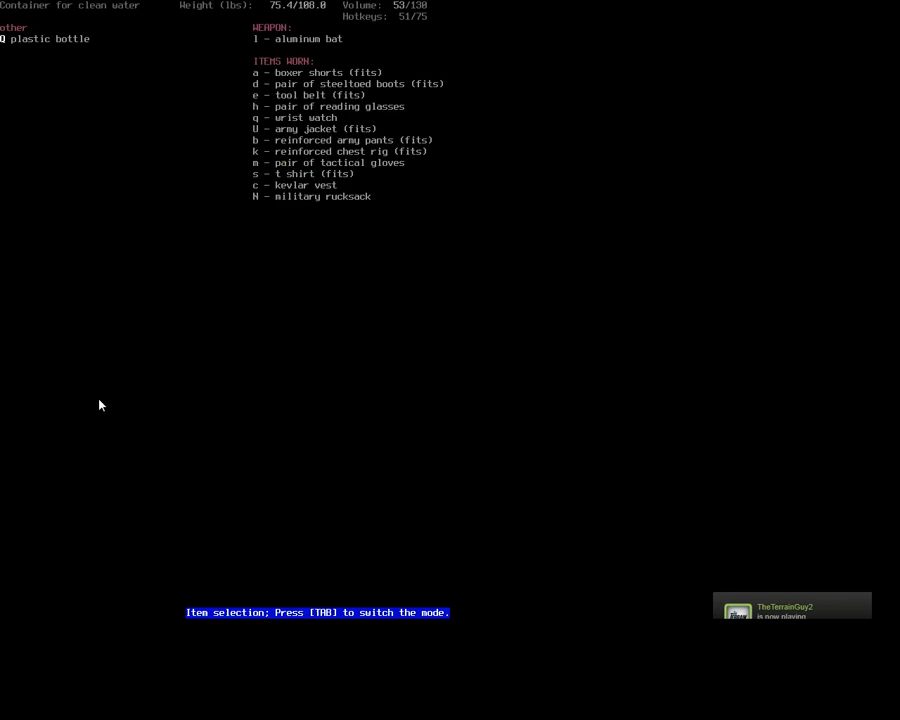 Container for clean water Weight (lbs): 75.4/108.0 Volume: 53/130
Hotkeys: 51/75
other
Q plastic bottle
WEAPON:
l - aluminum bat
ITEMS WORN:
a - boxer shorts (fits)
d - pair of steeltoed boots (fits)
e - tool belt (fits)
h - pair of reading glasses
q - wrist watch
U - army jacket (fits)
b - reinforced army pants (fits)
k - reinforced chest rig (fits)
m - pair of tactical gloves
s - t shirt (fits)
c - kevlar vest
N - military rucksack
Item selection; Press [TAB] to switch the mode.
TheTerrainGuy2
is now playing